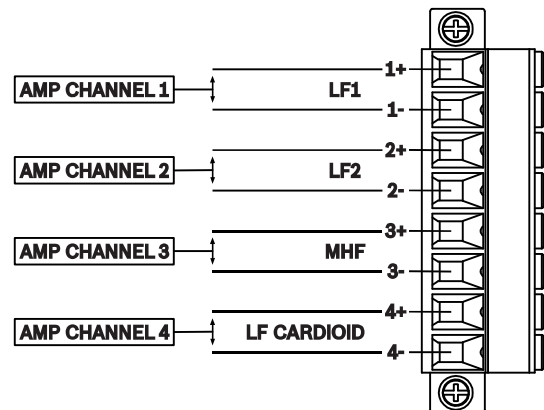 1+
AMP CHANNEL 1
LF1
1-
2+
AMP CHANNEL 2
LF2
2-
3+
AMP CHANNEL 3
MHF
3-
4+
AMP CHANNEL 4
LF CARDIOID
4-